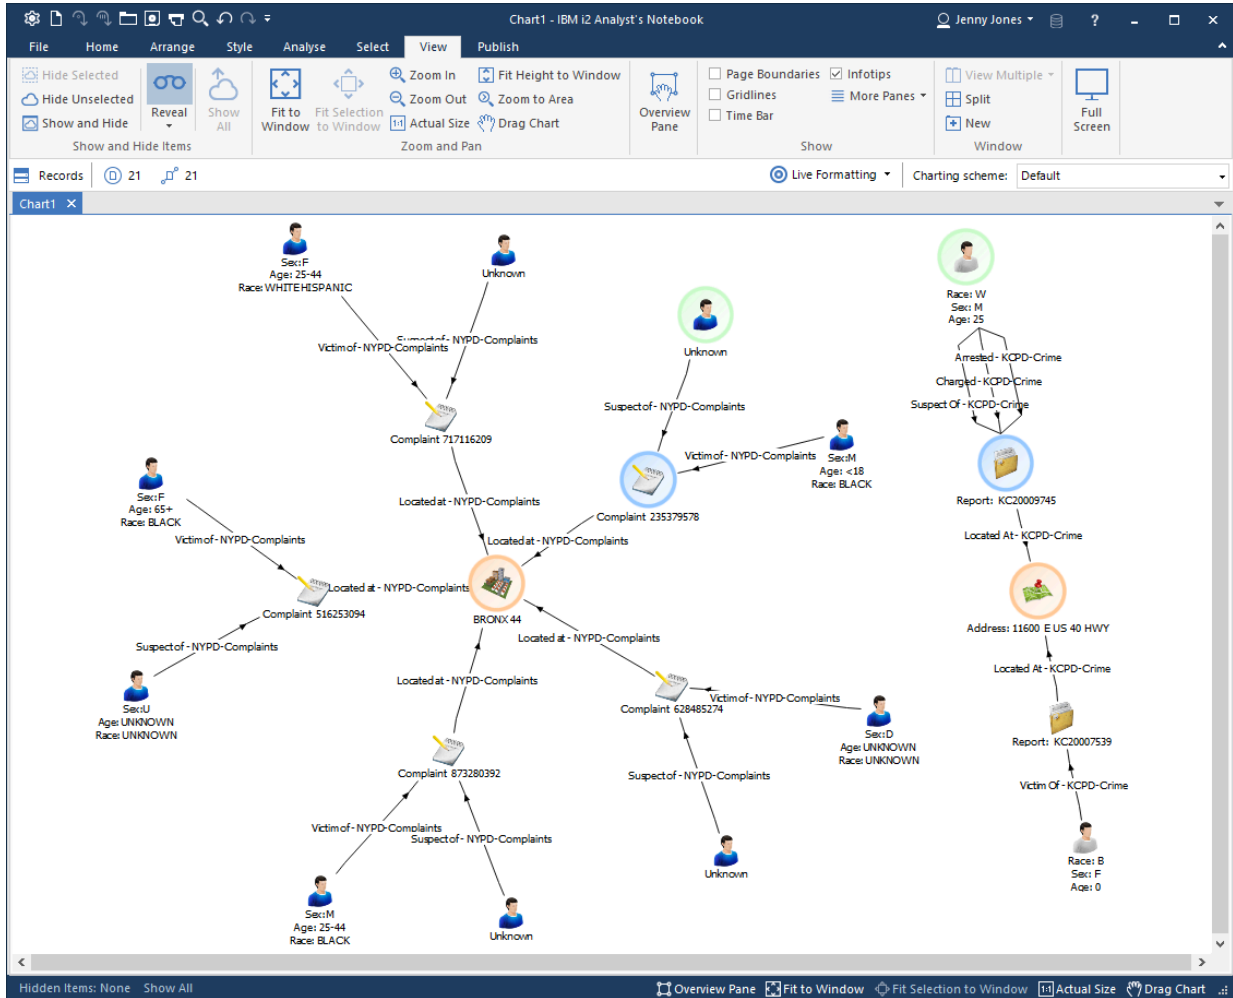 Chart1 - IBM i2 Analyst's Notebook
Jenny Jones
?
File Home Arrange Style Analyse Select View Publish
Hide Selected
Hide Unselected
Show and Hide
Reveal
Show All
Show and Hide Items
Fit to Window
Fit Selection to Window
Zoom In
Zoom Out
1:1 Actual Size
Fit Height to Window
Zoom to Area
Drag Chart
Zoom and Pan
Overview Pane
Page Boundaries
Gridlines
Time Bar
Infotips
More Panes
Show
View Multiple
Split
New
Window
Full Screen
Records 21 21
Live Formatting
Charting scheme: Default
Chart1
Sex:F
Age: 25-44
Race: WHITE HISPANIC
Unknown
Victim of - NYPD-Complaints
Suspect of - NYPD-Complaints
Complaint 717116209
Located at - NYPD-Complaints
Unknown
Suspect of - NYPD-Complaints
Sex:M
Age: <18
Race: BLACK
Victim of - NYPD-Complaints
Complaint 235379578
Located at - NYPD-Complaints
Race: W
Sex: M
Age: 25
Arrested - KCPD-Crime
Charged - KCPD-Crime
Suspect Of - KCPD-Crime
Report: KC20009745
Located At - KCPD-Crime
Address: 11600 E US 40 HWY
Located At - KCPD-Crime
Report: KC20007539
Victim Of - KCPD-Crime
Race: B
Sex: F
Age: 0
Sex:F
Age: 65+
Race: BLACK
Victim of - NYPD-Complaints
Complaint 516253094
Located at - NYPD-Complaints
Suspect of - NYPD-Complaints
Sex:U
Age: UNKNOWN
Race: UNKNOWN
BRONX 44
Located at - NYPD-Complaints
Complaint 628485274
Victim of - NYPD-Complaints
Sex:D
Age: UNKNOWN
Race: UNKNOWN
Suspect of - NYPD-Complaints
Unknown
Located at - NYPD-Complaints
Complaint 873280392
Victim of - NYPD-Complaints
Suspect of - NYPD-Complaints
Sex:M
Age: 25-44
Race: BLACK
Unknown
Hidden Items: None Show All
Overview Pane Fit to Window Fit Selection to Window 1:1 Actual Size Drag Chart